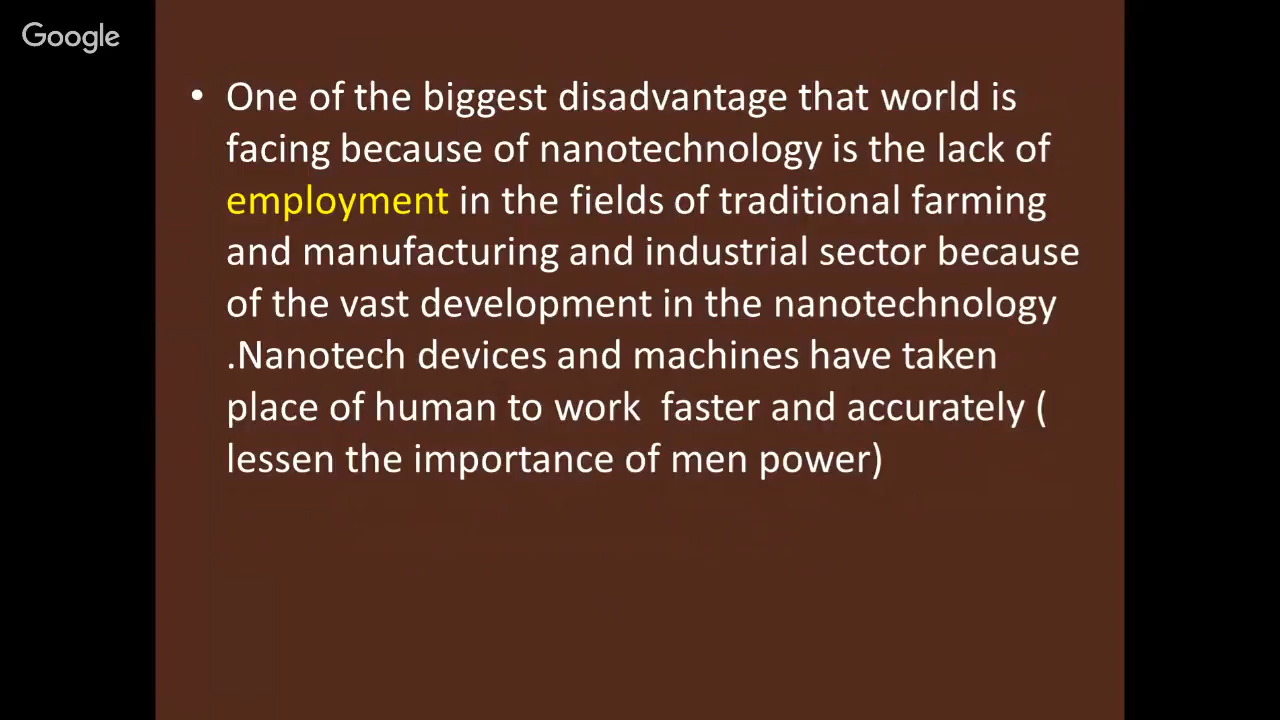 Google
• One of the biggest disadvantage that world is
facing because of nanotechnology is the lack of
employment in the fields of traditional farming
and manufacturing and industrial sector because
of the vast development in the nanotechnology
.Nanotech devices and machines have taken
place of human to work  faster and accurately (
lessen the importance of men power)